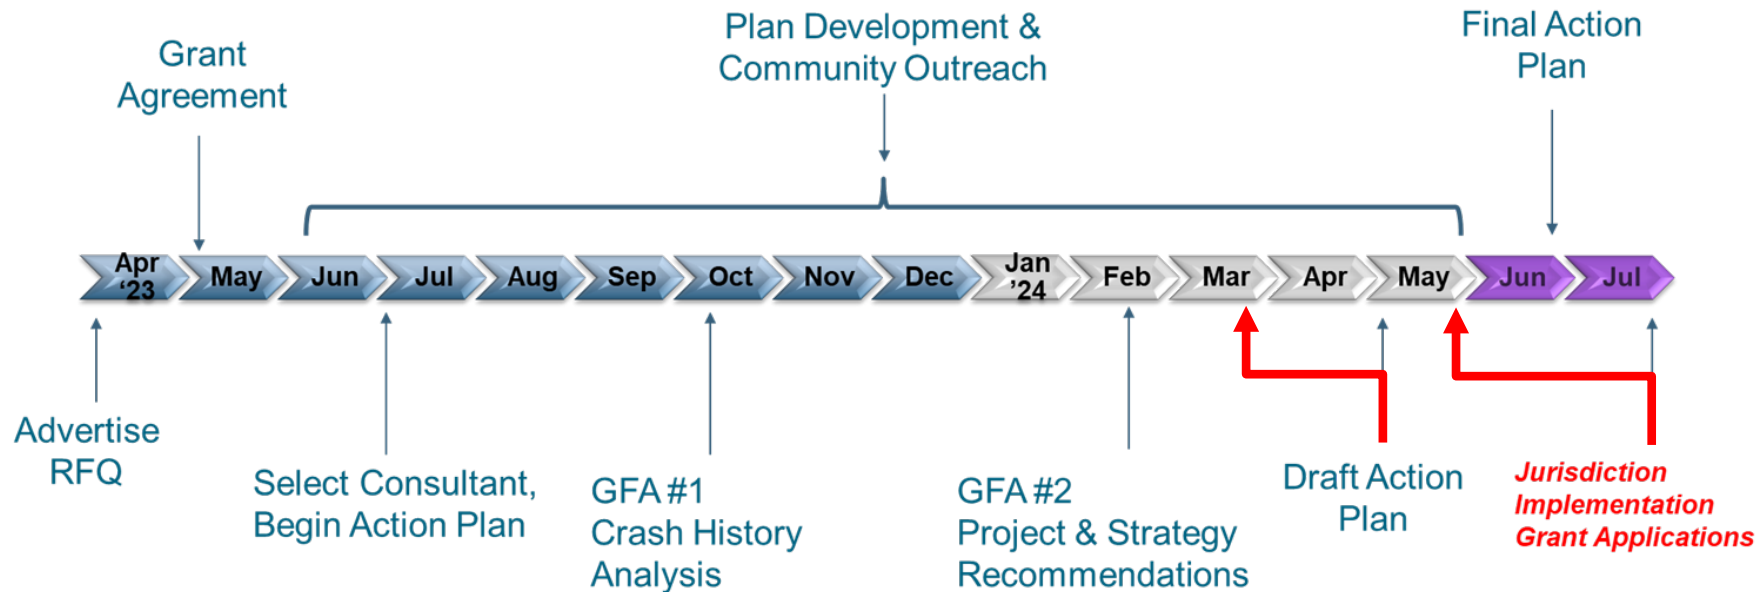 Plan Development &
Community Outreach
Final Action
Plan
Grant
Agreement
Apr
‘23
May
Jun
Jul
Aug
Sep
Oct
Nov
Dec
Jan
’24
Feb
Mar
Apr
May
Jun
Jul
Advertise
RFQ
Select Consultant,
Begin Action Plan
GFA #1
Crash History
Analysis
GFA #2
Project & Strategy
Recommendations
Draft Action
Plan
Jurisdiction
Implementation
Grant Applications